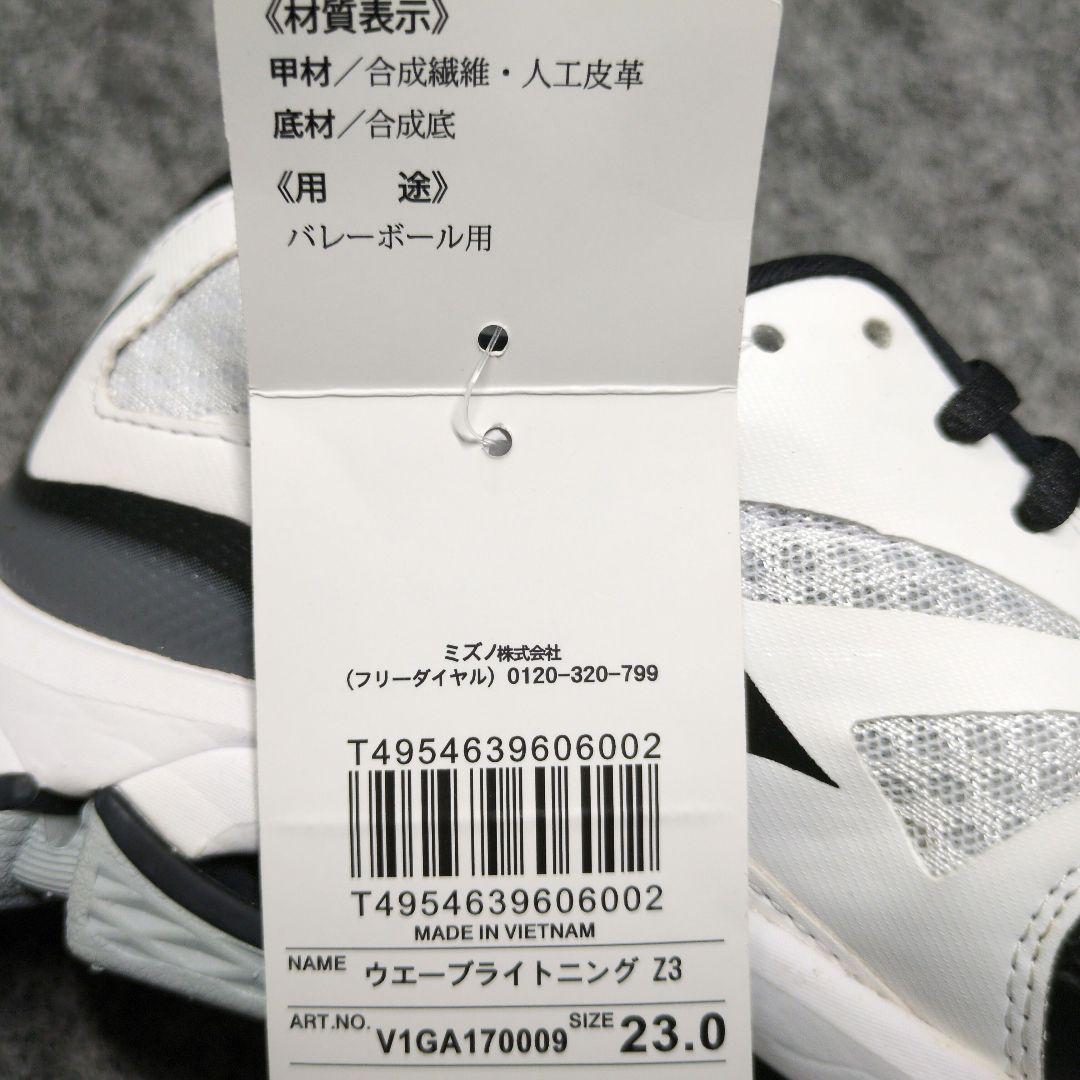 《材質表示》
甲材／合成繊維・人工皮革
底材／合成底
《用　途》
バレーボール用
ミズノ株式会社
(フリーダイヤル) 0120-320-799
T4954639606002
T4954639606002
MADE IN VIETNAM
NAME ウエーブライトニング Z3
ART.NO. V1GA170009 SIZE 23.0